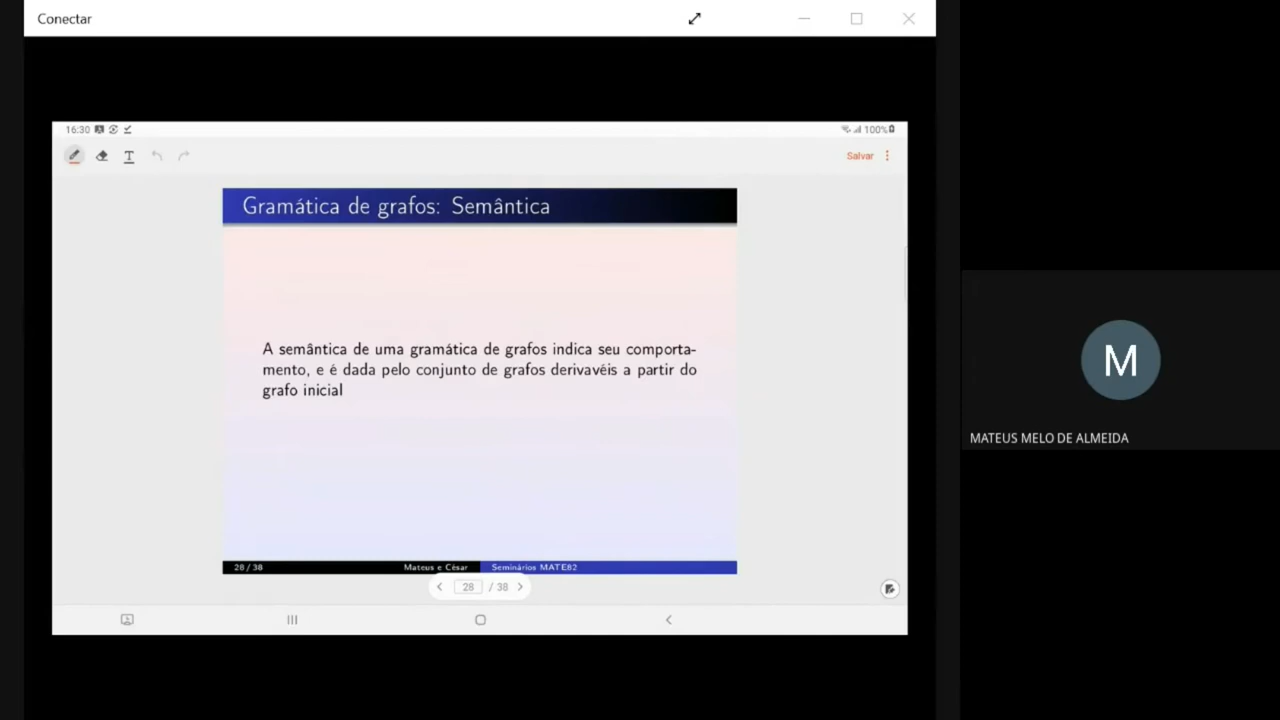 Conectar
16:30
100%
T
Salvar
Gramática de grafos: Semântica
A semântica de uma gramática de grafos indica seu comporta-
mento, e é dada pelo conjunto de grafos derivavéis a partir do
grafo inicial
28 / 38
Mateus e César
Seminários MATE82
28 / 38
M
MATEUS MELO DE ALMEIDA